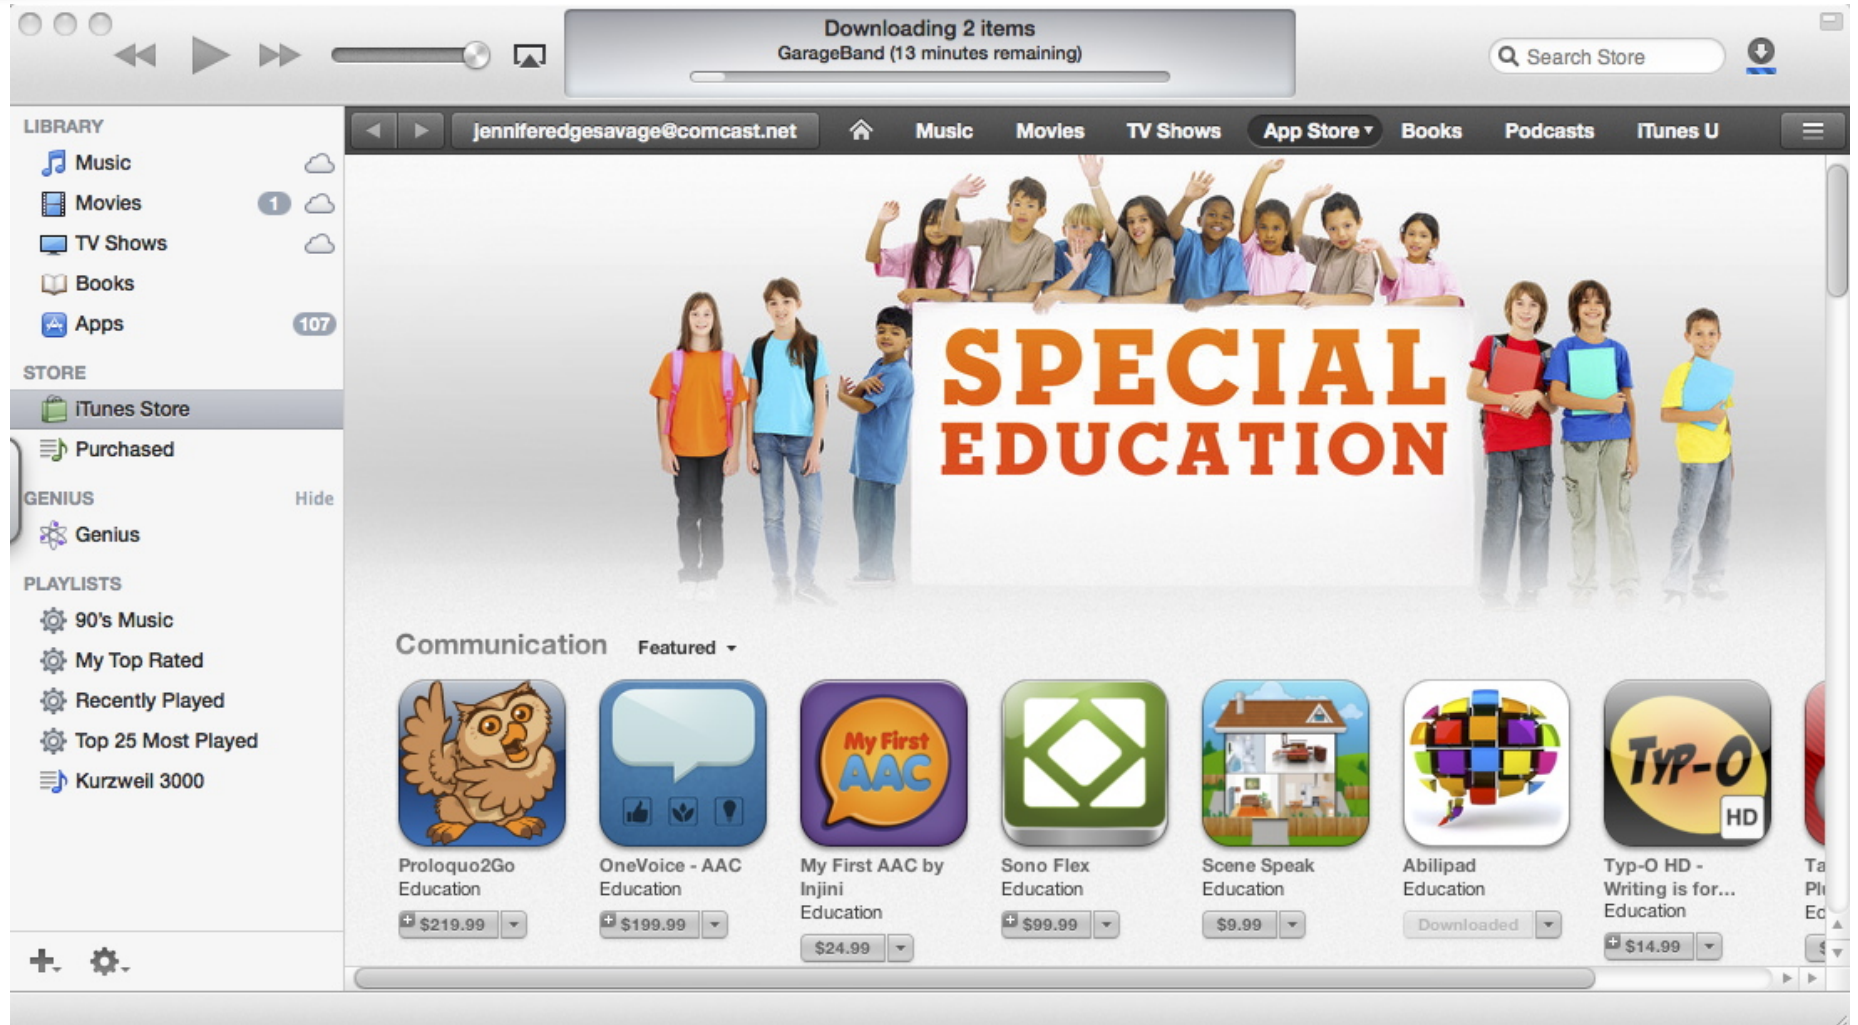 Downloading 2 items
GarageBand (13 minutes remaining)
Search Store
LIBRARY
Music
Movies 1
TV Shows
Books
Apps 107
STORE
iTunes Store
Purchased
GENIUS Hide
Genius
PLAYLISTS
90's Music
My Top Rated
Recently Played
Top 25 Most Played
Kurzweil 3000
jenniferedgesavage@comcast.net Music Movies TV Shows App Store Books Podcasts iTunes U
SPECIAL
EDUCATION
Communication Featured
My First
AAC
TYP-O
HD
Proloquo2Go
Education
$219.99
OneVoice - AAC
Education
$199.99
My First AAC by
Injini
Education
$24.99
Sono Flex
Education
$99.99
Scene Speak
Education
$9.99
Abilipad
Education
Downloaded
Typ-O HD -
Writing is for...
Education
$14.99